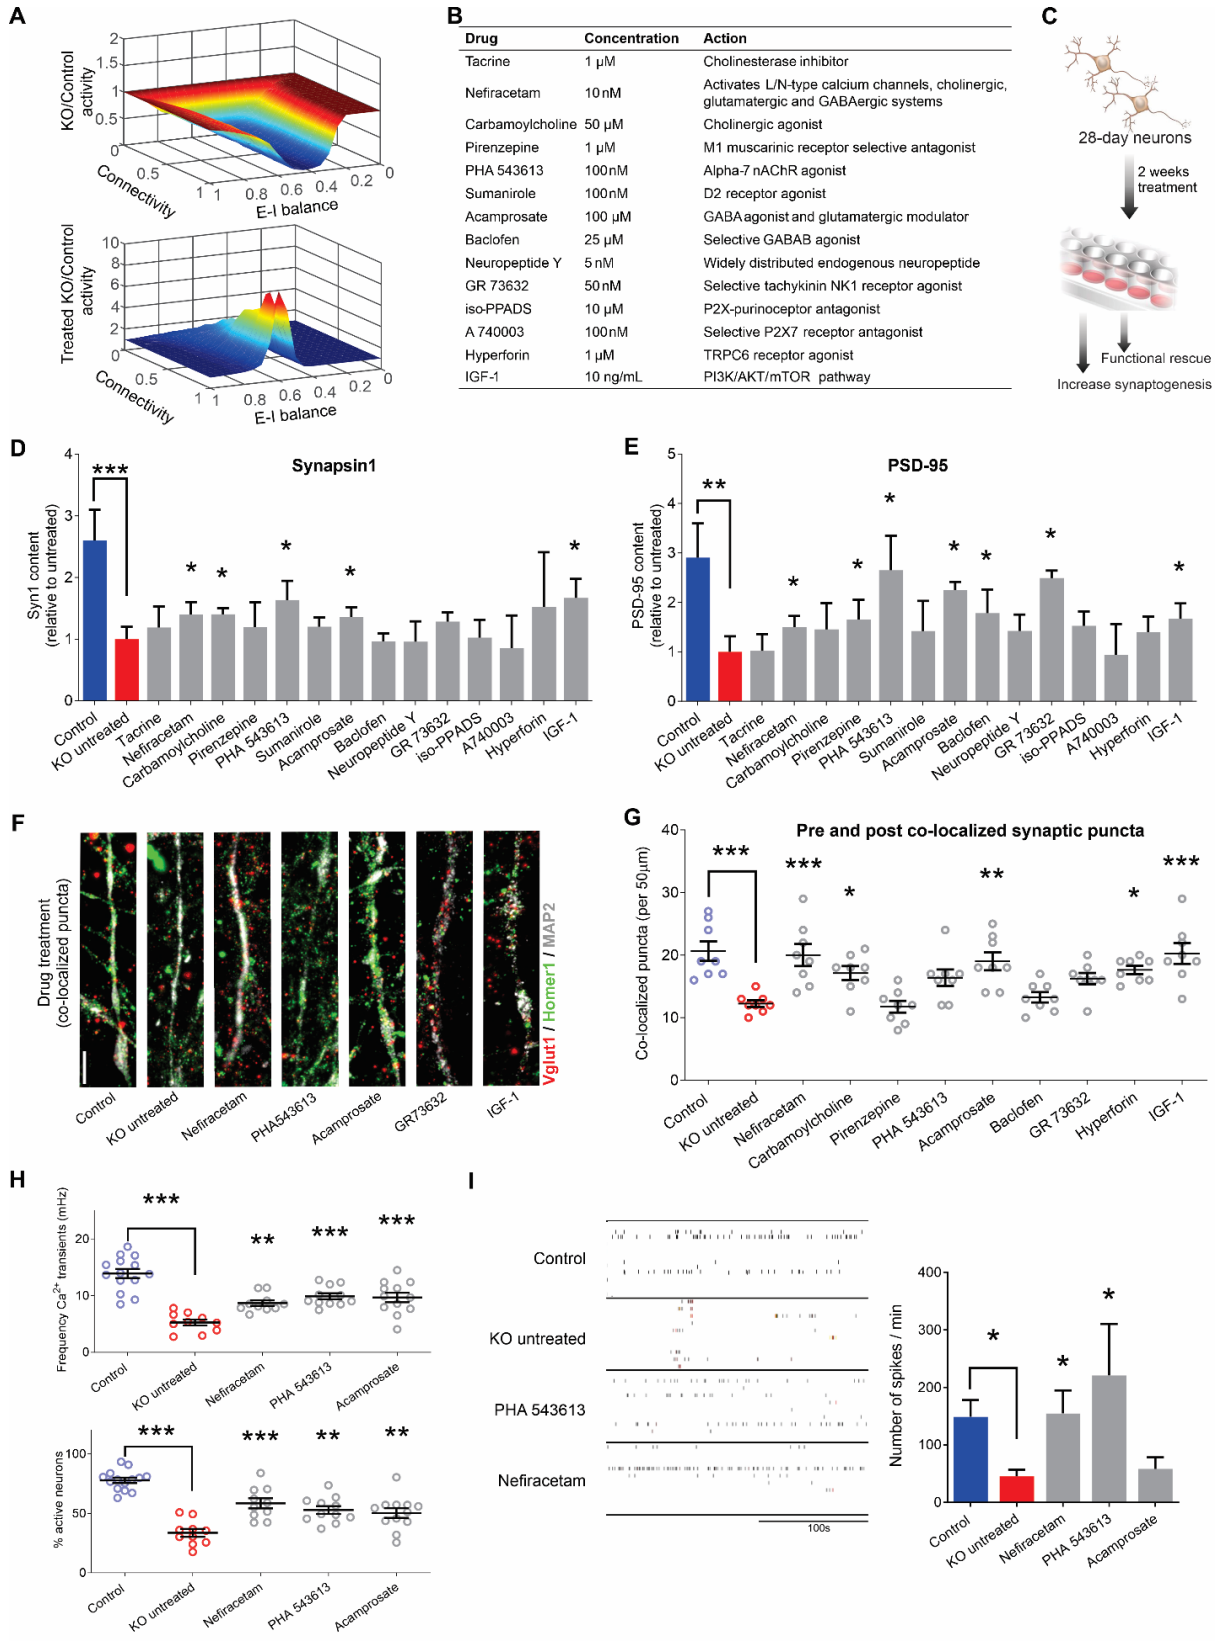 A
KO/Control
activity
2
1.5
1
0.5
0
0.5
1
Connectivity
1
0.8
0.6
0.4
0.2
0
E-I balance
Treated KO/Control
activity
10
8
6
4
2
0
0.5
1
Connectivity
1
0.8
0.6
0.4
0.2
0
E-I balance
B
Drug Concentration Action
Tacrine 1 µM Cholinesterase inhibitor
Nefiracetam 10 nM Activates L/N-type calcium channels, cholinergic,
glutamatergic and GABAergic systems
Carbamoylcholine 50 µM Cholinergic agonist
Pirenzepine 1 µM M1 muscarinic receptor selective antagonist
PHA 543613 100 nM Alpha-7 nAChR agonist
Sumanirole 100 nM D2 receptor agonist
Acamprosate 100 µM GABA agonist and glutamatergic modulator
Baclofen 25 µM Selective GABAB agonist
Neuropeptide Y 5 nM Widely distributed endogenous neuropeptide
GR 73632 50 nM Selective tachykinin NK1 receptor agonist
iso-PPADS 10 µM P2X-purinoceptor antagonist
A 740003 100 nM Selective P2X7 receptor antagonist
Hyperforin 1 µM TRPC6 receptor agonist
IGF-1 10 ng/mL PI3K/AKT/mTOR pathway
C
28-day neurons
2 weeks
treatment
Functional rescue
Increase synaptogenesis
D
Synapsin1
Syn1 content
(relative to untreated)
4
3
2
1
0
***
*
*
*
*
*
Control
KO untreated
Tacrine
Nefiracetam
Carbamoylcholine
Pirenzepine
PHA 543613
Sumanirole
Acamprosate
Baclofen
Neuropeptide Y
GR 73632
iso-PPADS
A740003
Hyperforin
IGF-1
E
PSD-95
PSD-95 content
(relative to untreated)
5
4
3
2
1
0
**
*
*
*
*
*
*
*
Control
KO untreated
Tacrine
Nefiracetam
Carbamoylcholine
Pirenzepine
PHA 543613
Sumanirole
Acamprosate
Baclofen
Neuropeptide Y
GR 73632
iso-PPADS
A740003
Hyperforin
IGF-1
F
Drug treatment
(co-localized puncta)
Vglut1 / Homer1 / MAP2
Control
KO untreated
Nefiracetam
PHA543613
Acamprosate
GR73632
IGF-1
G
Pre and post co-localized synaptic puncta
Co-localized puncta (per 50µm)
40
30
20
10
0
***
***
*
**
*
***
Control
KO untreated
Nefiracetam
Carbamoylcholine
Pirenzepine
PHA 543613
Acamprosate
Baclofen
GR 73632
Hyperforin
IGF-1
H
Frequency Ca2+ transients (mHz)
20
10
0
***
**
***
***
Control
KO untreated
Nefiracetam
PHA 543613
Acamprosate
% active neurons
100
50
0
***
***
**
**
Control
KO untreated
Nefiracetam
PHA 543613
Acamprosate
I
Control
KO untreated
PHA 543613
Nefiracetam
100s
Number of spikes / min
400
300
200
100
0
*
*
*
Control
KO untreated
Nefiracetam
PHA 543613
Acamprosate